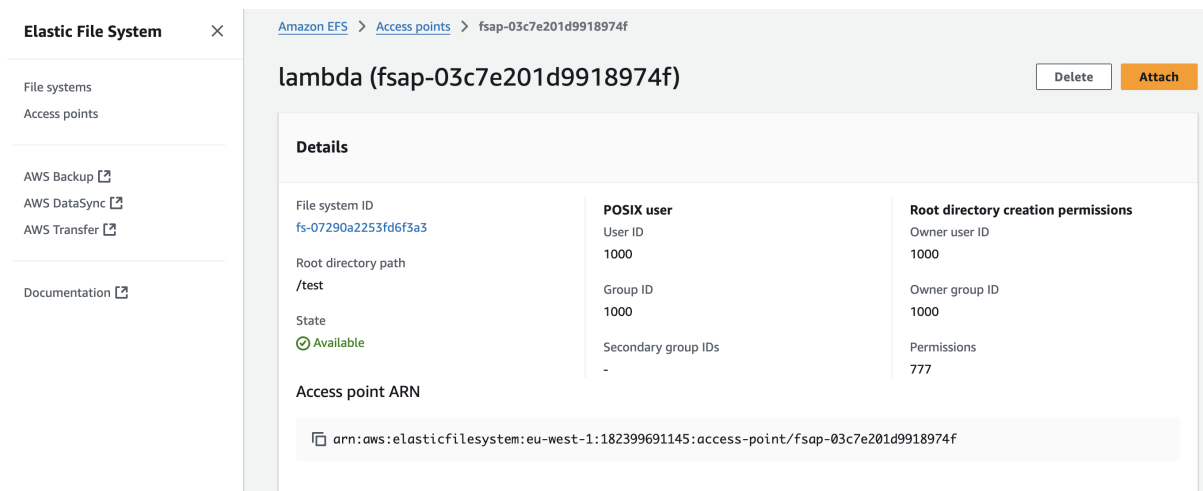 Elastic File System
File systems
Access points
AWS Backup
AWS DataSync
AWS Transfer
Documentation
Amazon EFS > Access points > fsap-03c7e201d9918974f
lambda (fsap-03c7e201d9918974f)
Delete
Attach
Details
File system ID
fs-07290a2253fd6f3a3
Root directory path
/test
State
Available
POSIX user
User ID
1000
Group ID
1000
Secondary group IDs
-
Root directory creation permissions
Owner user ID
1000
Owner group ID
1000
Permissions
777
Access point ARN
arn:aws:elasticfilesystem:eu-west-1:182399691145:access-point/fsap-03c7e201d9918974f